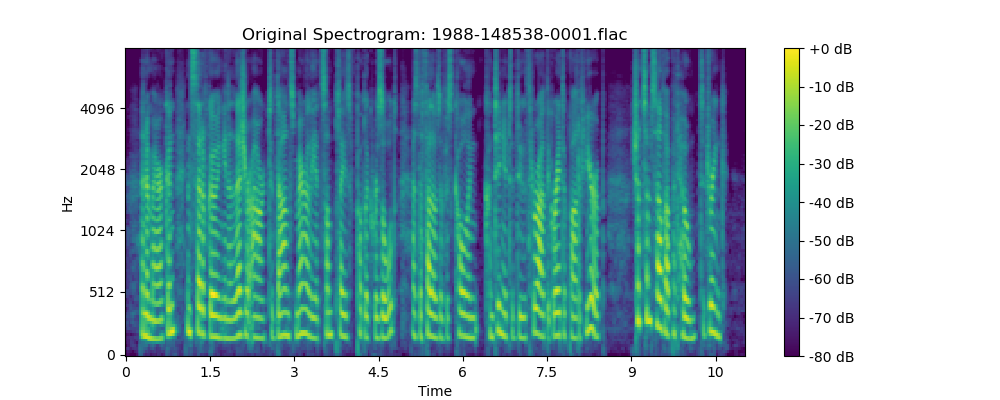 Original Spectrogram: 1988-148538-0001.flac
Hz
4096
2048
1024
512
0
0 1.5 3 4.5 6 7.5 9 10
Time
+0 dB
-10 dB
-20 dB
-30 dB
-40 dB
-50 dB
-60 dB
-70 dB
-80 dB